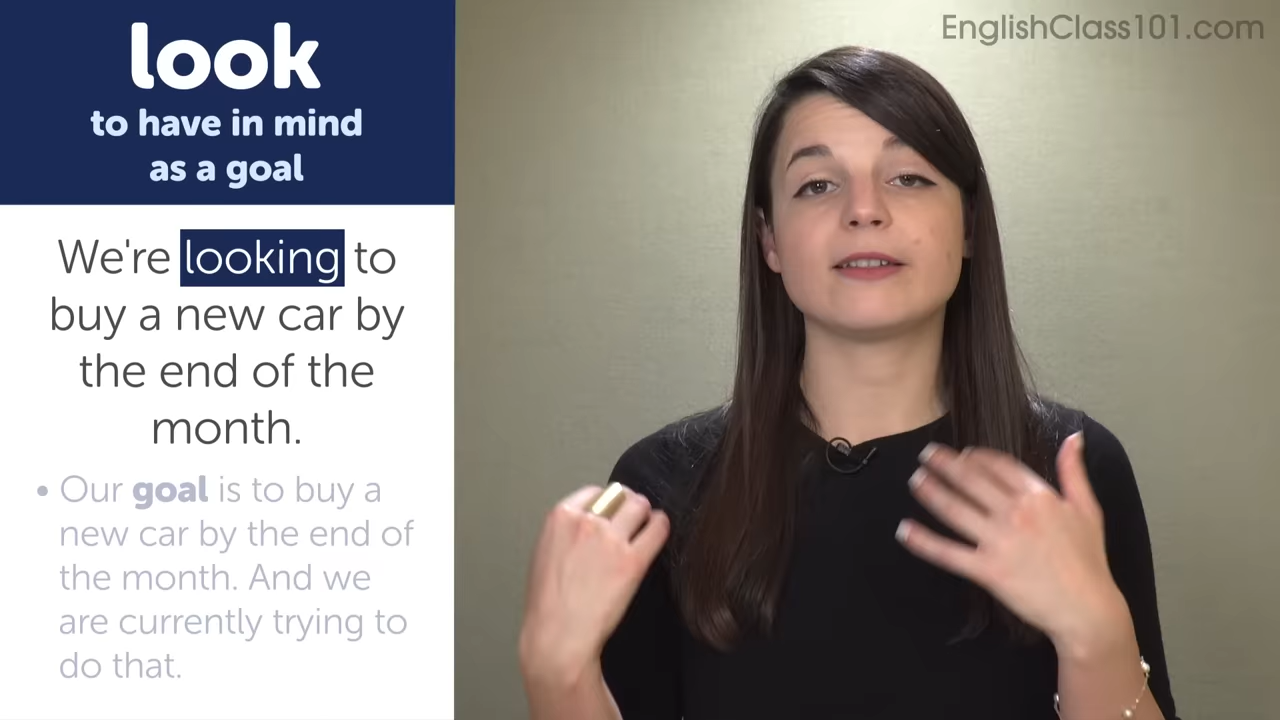 look
to have in mind
as a goal
We're looking to
buy a new car by
the end of the
month.
• Our goal is to buy a
new car by the end of
the month. And we
are currently trying to
do that.
EnglishClass101.com